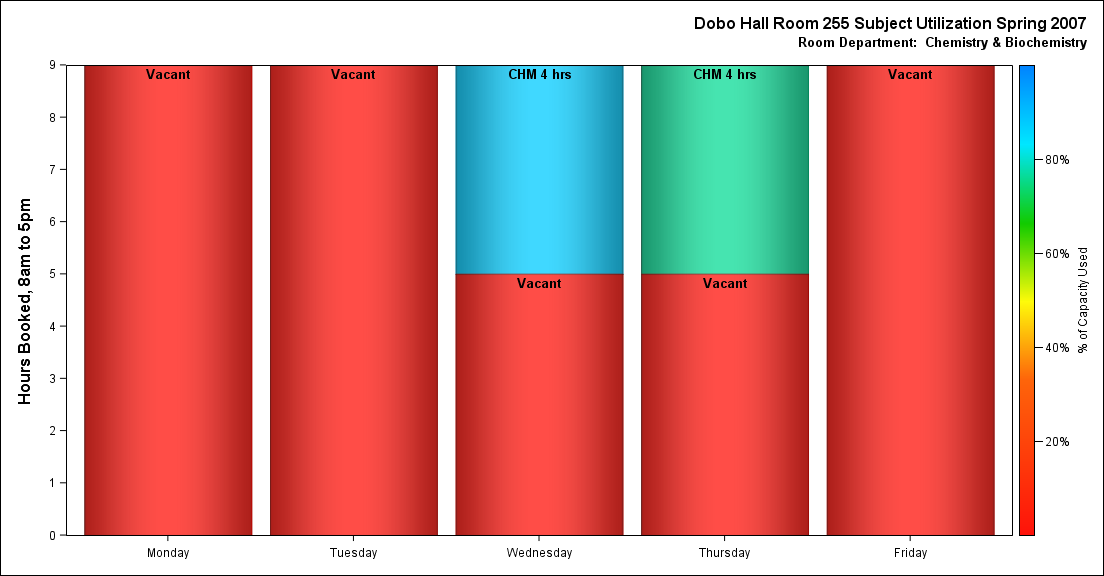 Dobo Hall Room 255 Subject Utilization Spring 2007
Room Department: Chemistry & Biochemistry
Hours Booked, 8am to 5pm
9
8
7
6
5
4
3
2
1
0
Vacant
Vacant
CHM 4 hrs
CHM 4 hrs
Vacant
Vacant
Vacant
Monday
Tuesday
Wednesday
Thursday
Friday
80%
60%
40%
20%
% of Capacity Used